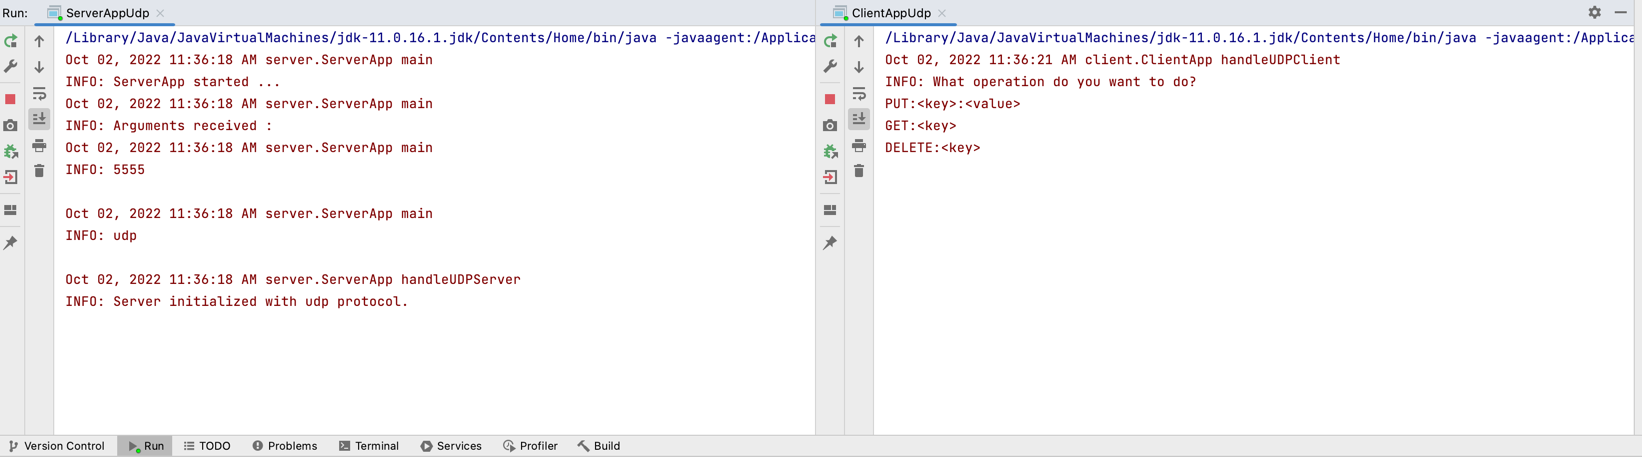 Run: ServerAppUdp
ClientAppUdp
/Library/Java/JavaVirtualMachines/jdk-11.0.16.1.jdk/Contents/Home/bin/java -javaagent:/Applica
Oct 02, 2022 11:36:18 AM server.ServerApp main
INFO: ServerApp started ...
Oct 02, 2022 11:36:18 AM server.ServerApp main
INFO: Arguments received :
Oct 02, 2022 11:36:18 AM server.ServerApp main
INFO: 5555
Oct 02, 2022 11:36:18 AM server.ServerApp main
INFO: udp
Oct 02, 2022 11:36:18 AM server.ServerApp handleUDPServer
INFO: Server initialized with udp protocol.
/Library/Java/JavaVirtualMachines/jdk-11.0.16.1.jdk/Contents/Home/bin/java -javaagent:/Applica
Oct 02, 2022 11:36:21 AM client.ClientApp handleUDPClient
INFO: What operation do you want to do?
PUT:<key>:<value>
GET:<key>
DELETE:<key>
Version Control Run TODO Problems Terminal Services Profiler Build